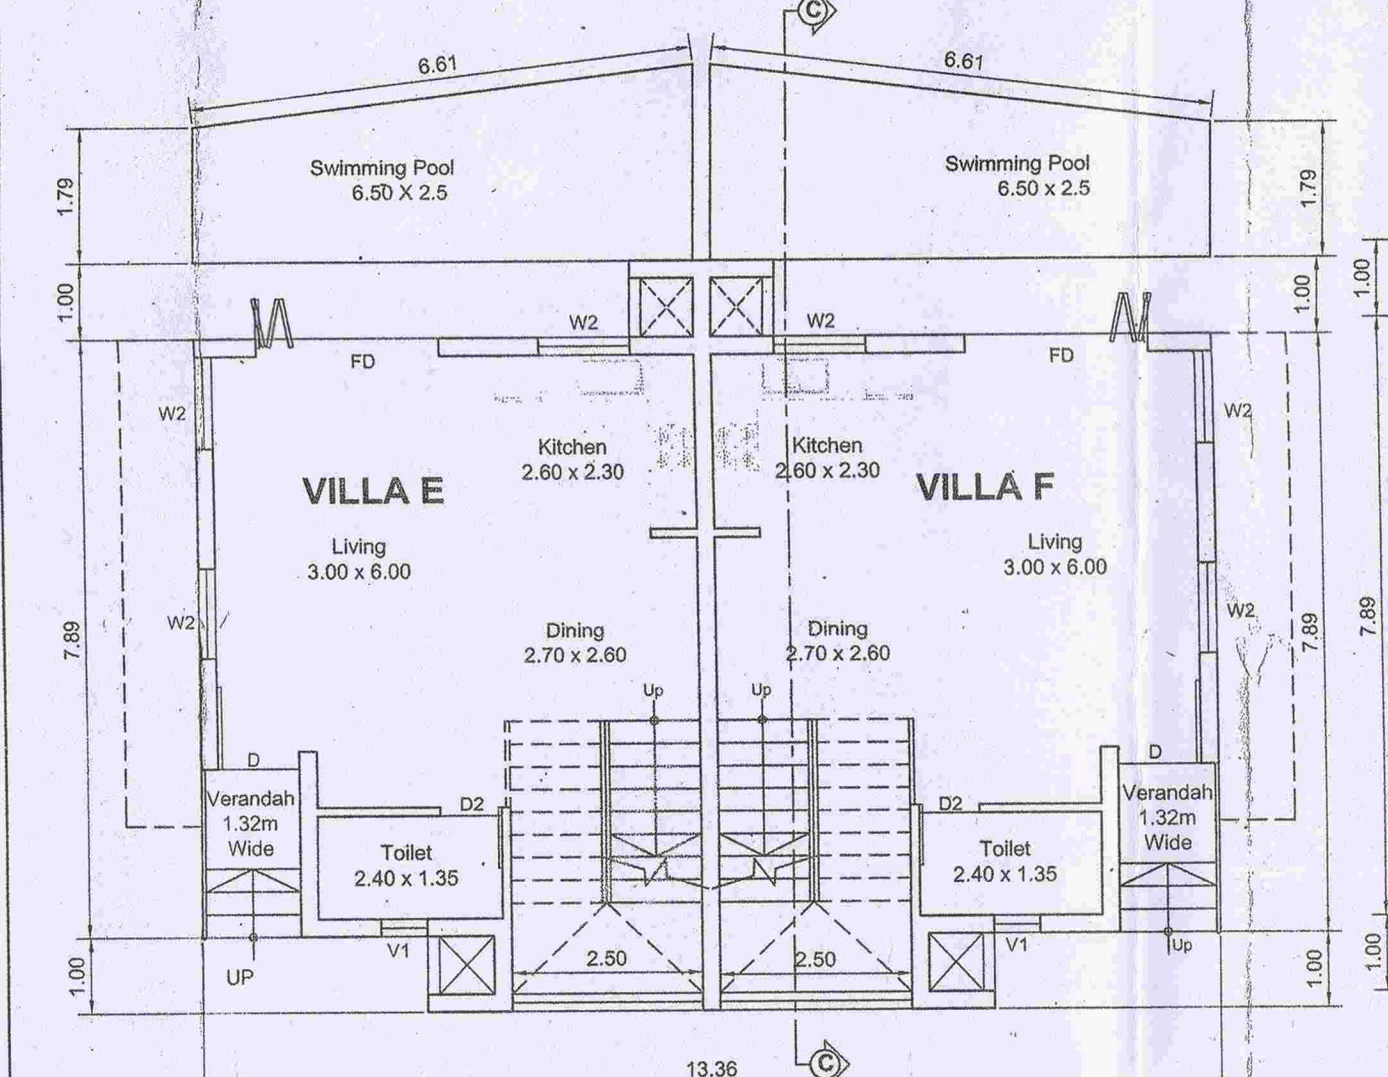 C
6.61
6.61
Swimming Pool
6.50 X 2.5
Swimming Pool
6.50 x 2.5
1.79
1.79
1.00
1.00
1.00
W2
W2
FD
FD
W2
W2
Kitchen
2.60 x 2.30
Kitchen
2.60 x 2.30
VILLA E
VILLA F
Living
3.00 x 6.00
Living
3.00 x 6.00
W2
W2
7.89
7.89
7.89
Dining
2.70 x 2.60
Dining
2.70 x 2.60
Up
Up
D
D
Verandah
1.32m
Wide
Verandah
1.32m
Wide
D2
D2
Toilet
2.40 x 1.35
Toilet
2.40 x 1.35
V1
V1
UP
Up
2.50
2.50
1.00
1.00
1.00
C
13.36